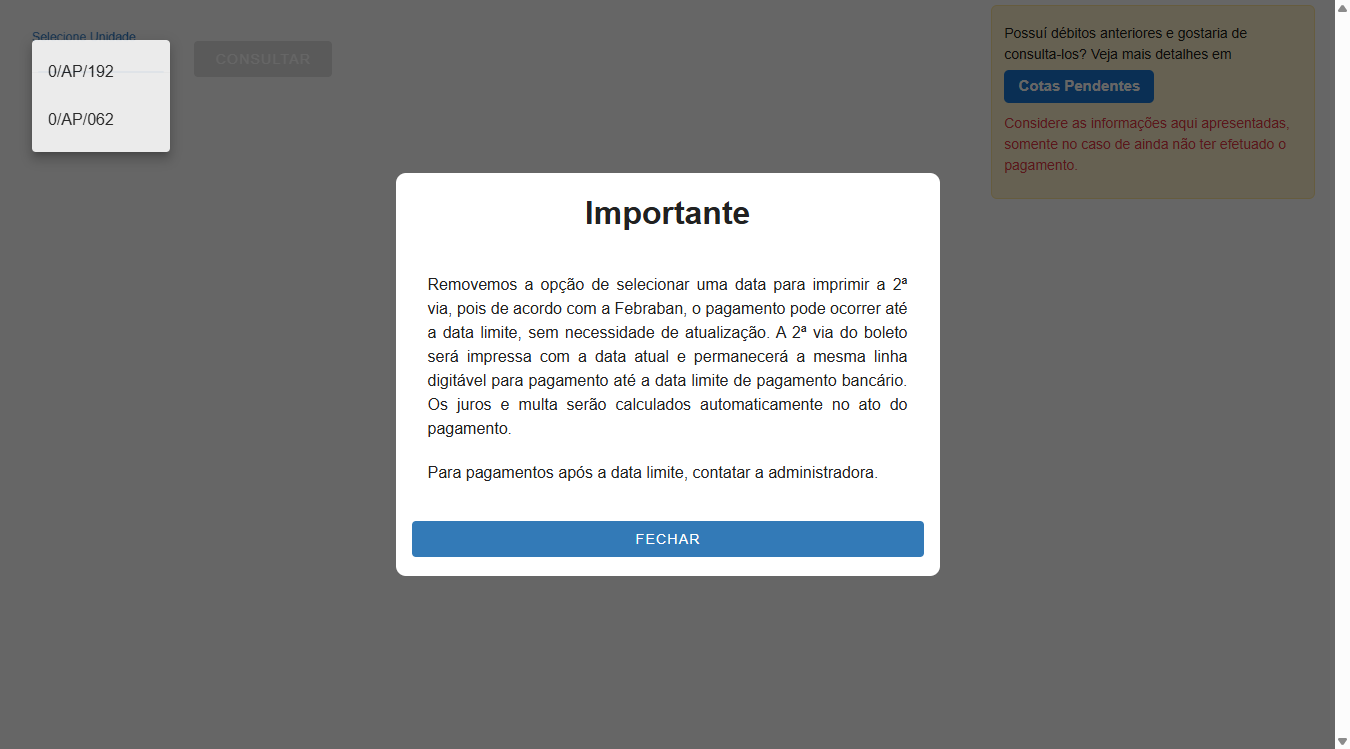 Selecione Unidade
0/AP/192
0/AP/062
CONSULTAR
Possuí débitos anteriores e gostaria de
consulta-los? Veja mais detalhes em
Cotas Pendentes
Considere as informações aqui apresentadas,
somente no caso de ainda não ter efetuado o
pagamento.
Importante
Removemos a opção de selecionar uma data para imprimir a 2ª
via, pois de acordo com a Febraban, o pagamento pode ocorrer até
a data limite, sem necessidade de atualização. A 2ª via do boleto
será impressa com a data atual e permanecerá a mesma linha
digitável para pagamento até a data limite de pagamento bancário.
Os juros e multa serão calculados automaticamente no ato do
pagamento.
Para pagamentos após a data limite, contatar a administradora.
FECHAR